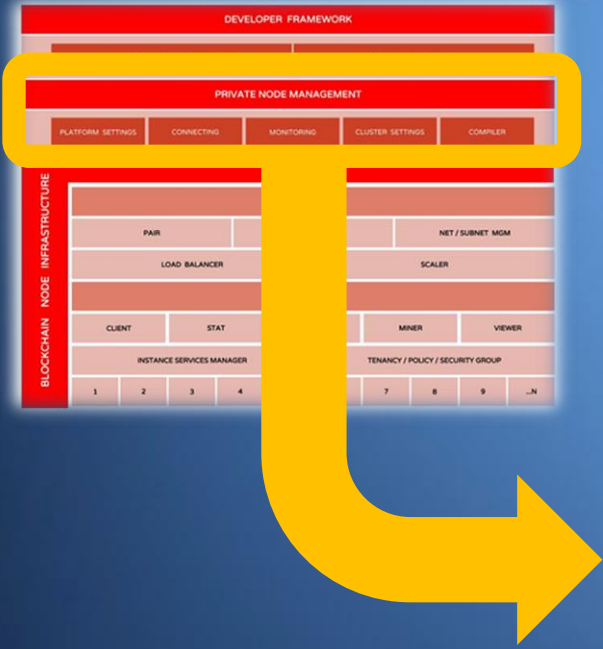 DEVELOPER FRAMEWORK
PRIVATE NODE MANAGEMENT
PLATFORM SETTINGS CONNECTING MONITORING CLUSTER SETTINGS COMPILER
BLOCKCHAIN NODE INFRASTRUCTURE
PAIR NET / SUBNET MGM
LOAD BALANCER SCALER
CLIENT STAT MINER VIEWER
INSTANCE SERVICES MANAGER TENANCY / POLICY / SECURITY GROUP
1 2 3 4 7 8 9 ...N